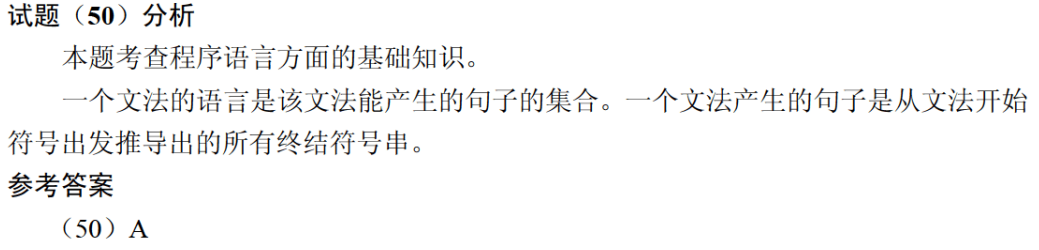 试题（50）分析
本题考查程序语言方面的基础知识。
一个文法的语言是该文法能产生的句子的集合。一个文法产生的句子是从文法开始
符号出发推导出的所有终结符号串。
参考答案
（50）A